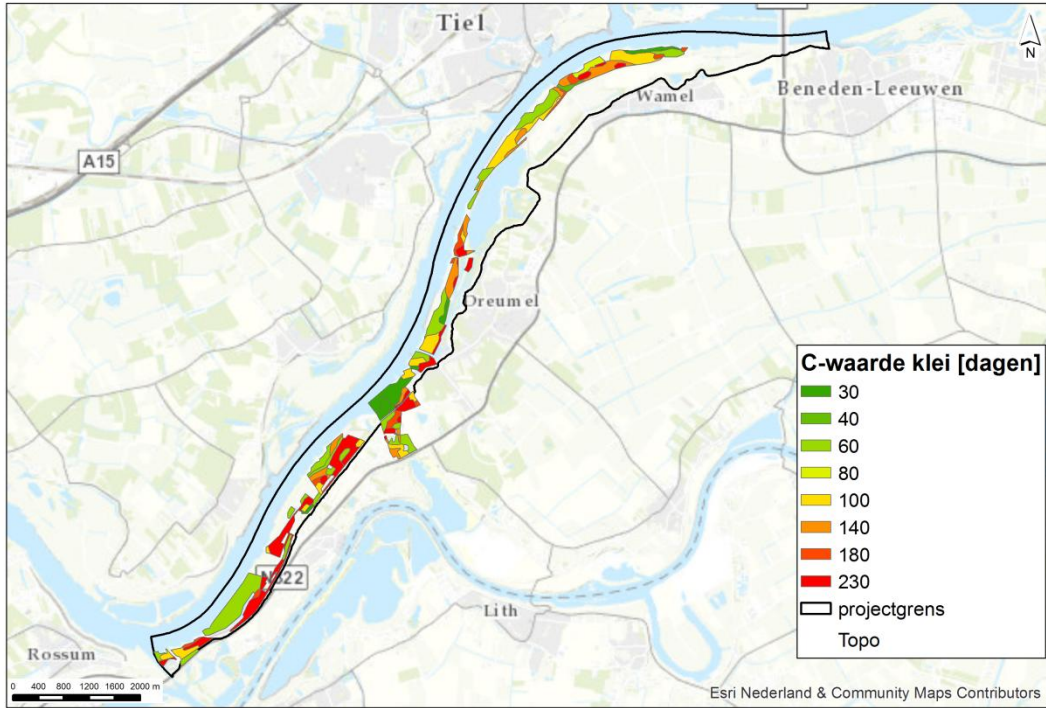 Tiel
N
Wamel
Beneden-Leeuwen
A15
Dreumel
C-waarde klei [dagen]
30
40
60
80
100
140
180
230
projectgrens
Topo
N322
Lith
Rossum
0 400 800 1200 1600 2000 m
Esri Nederland & Community Maps Contributors